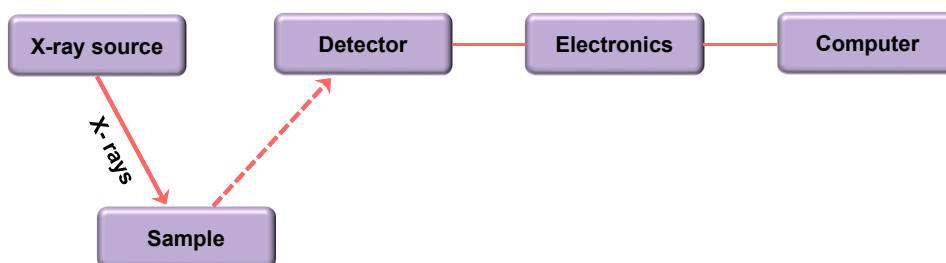 X-ray source
Detector
Electronics
Computer
X- rays
Sample